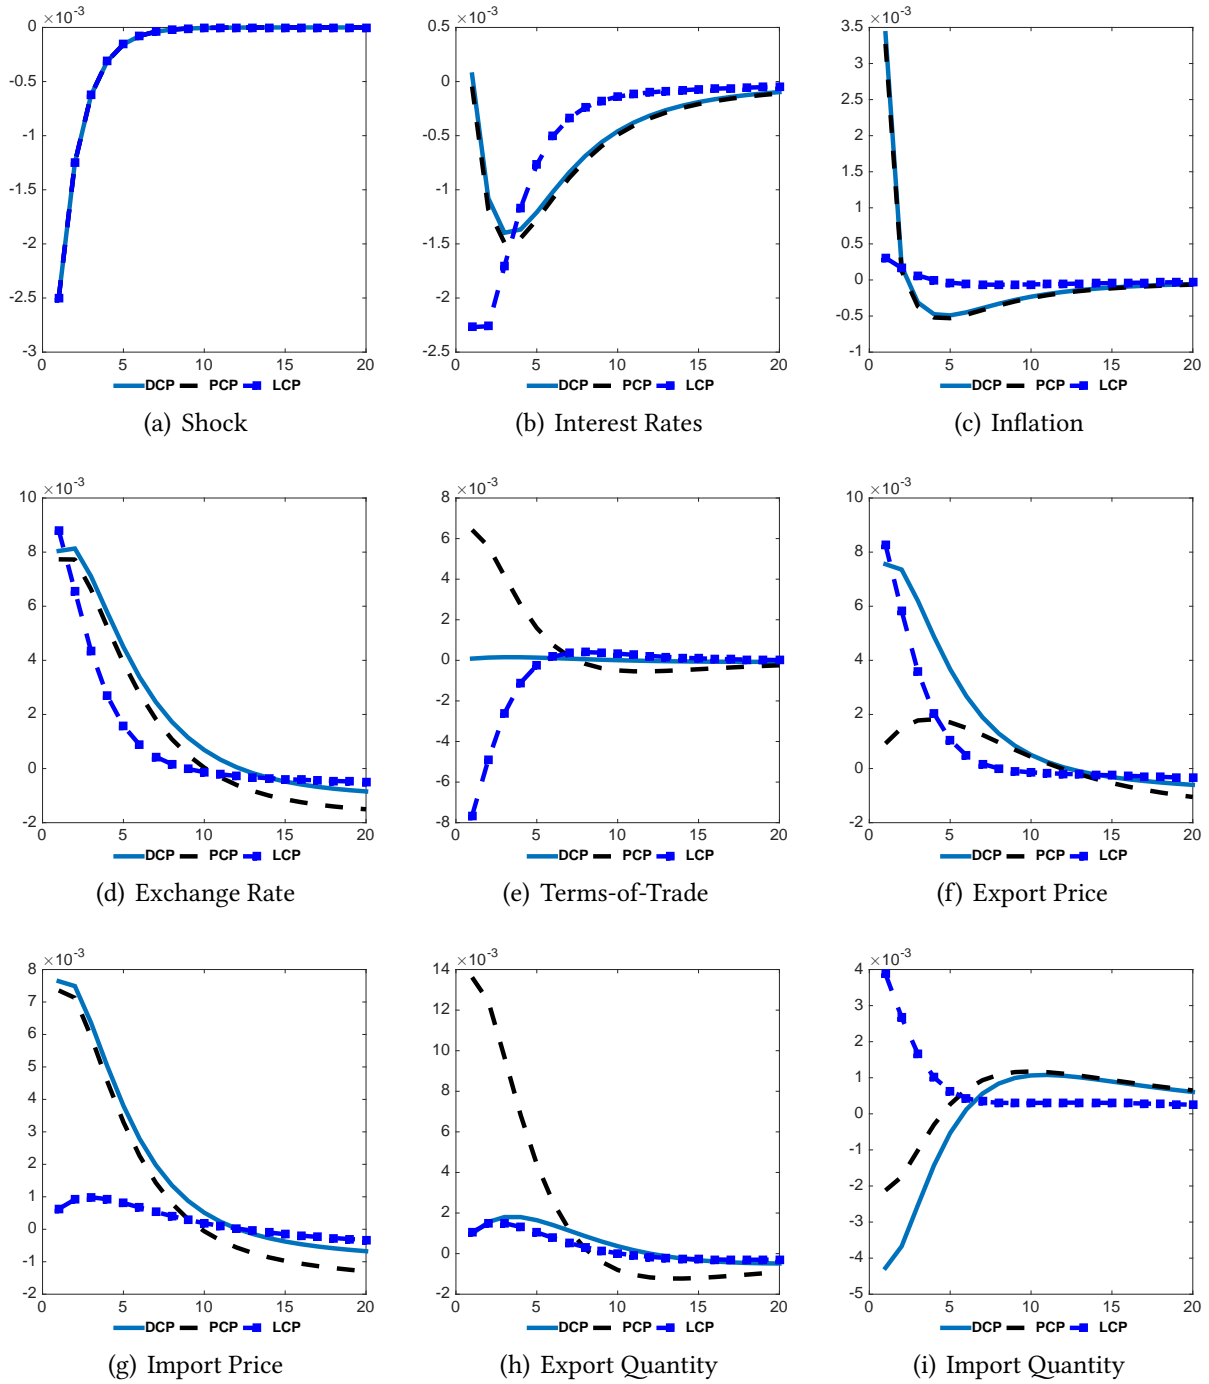 ×10-3 ×10-3 ×10-3
0 0.5 3.5
-0.5 0 3
-1 -0.5 2.5
-1.5 -1 2
-2 -1.5 1.5
-2.5 -2 1
-3 -2.5 0.5
0
-0.5
-1
0 5 10 15 20 0 5 10 15 20 0 5 10 15 20
DCP PCP LCP DCP PCP LCP DCP PCP LCP
(a) Shock (b) Interest Rates (c) Inflation
×10-3 ×10-3 ×10-3
10 8 10
8 6 8
6 4 6
4 2 4
2 0 2
0 -2 0
-2 -4 -2
-6
-8
0 5 10 15 20 0 5 10 15 20 0 5 10 15 20
DCP PCP LCP DCP PCP LCP DCP PCP LCP
(d) Exchange Rate (e) Terms-of-Trade (f) Export Price
×10-3 ×10-3 ×10-3
8 14 4
7 12 3
6 10 2
5 8 1
4 6 0
3 4 -1
2 2 -2
1 0 -3
0 -2 -4
-1 -5
-2
0 5 10 15 20 0 5 10 15 20 0 5 10 15 20
DCP PCP LCP DCP PCP LCP DCP PCP LCP
(g) Import Price (h) Export Quantity (i) Import Quantity